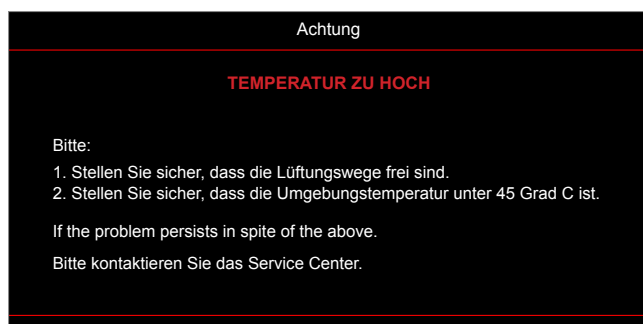 Achtung
TEMPERATUR ZU HOCH
Bitte:
1. Stellen Sie sicher, dass die Lüftungswege frei sind.
2. Stellen Sie sicher, dass die Umgebungstemperatur unter 45 Grad C ist.
If the problem persists in spite of the above.
Bitte kontaktieren Sie das Service Center.